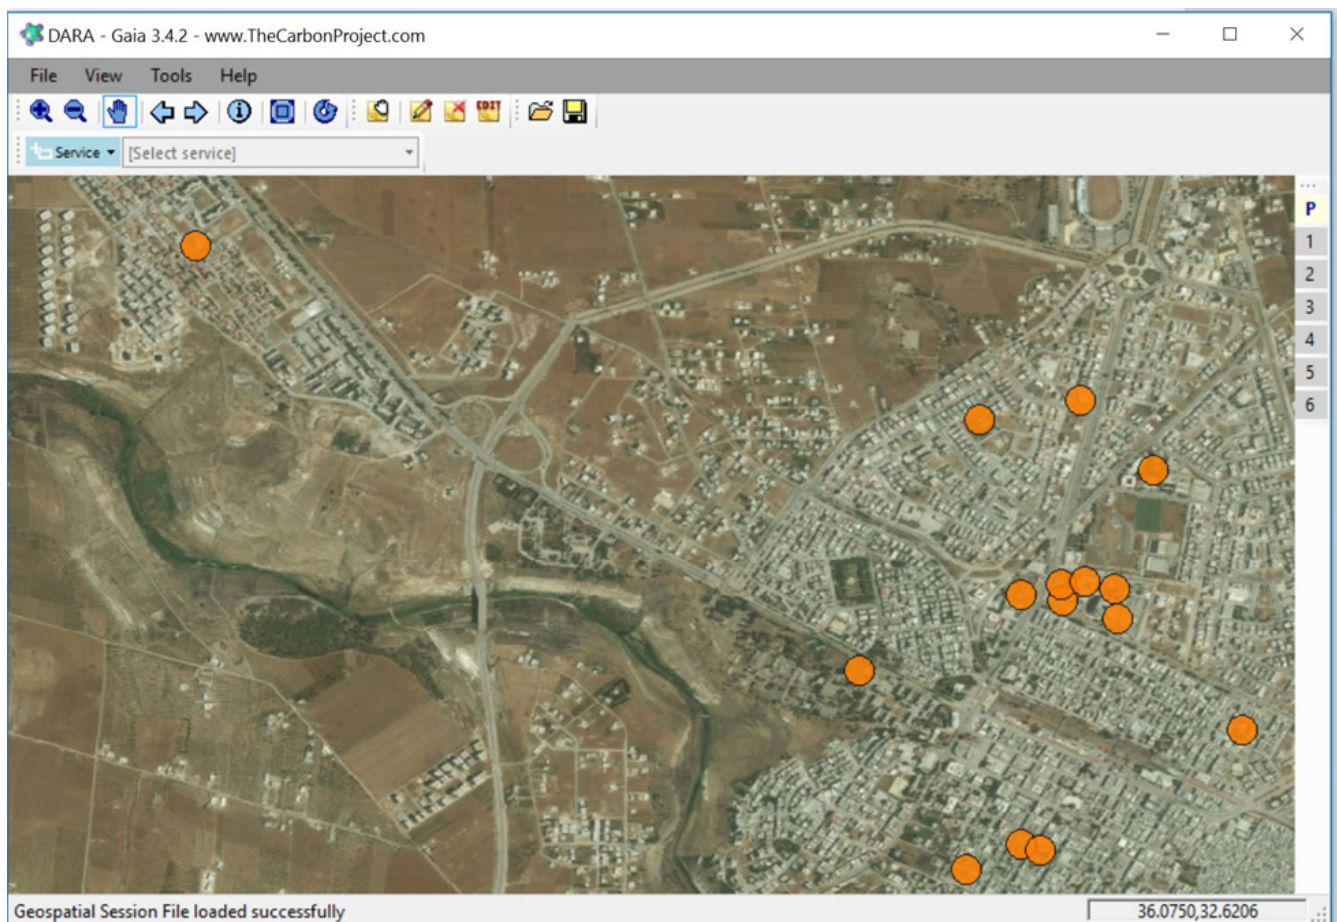 DARA - Gaia 3.4.2 - www.TheCarbonProject.com
File View Tools Help
EDIT
Service [Select service]
P
1
2
3
4
5
6
Geospatial Session File loaded successfully 36.0750,32.6206